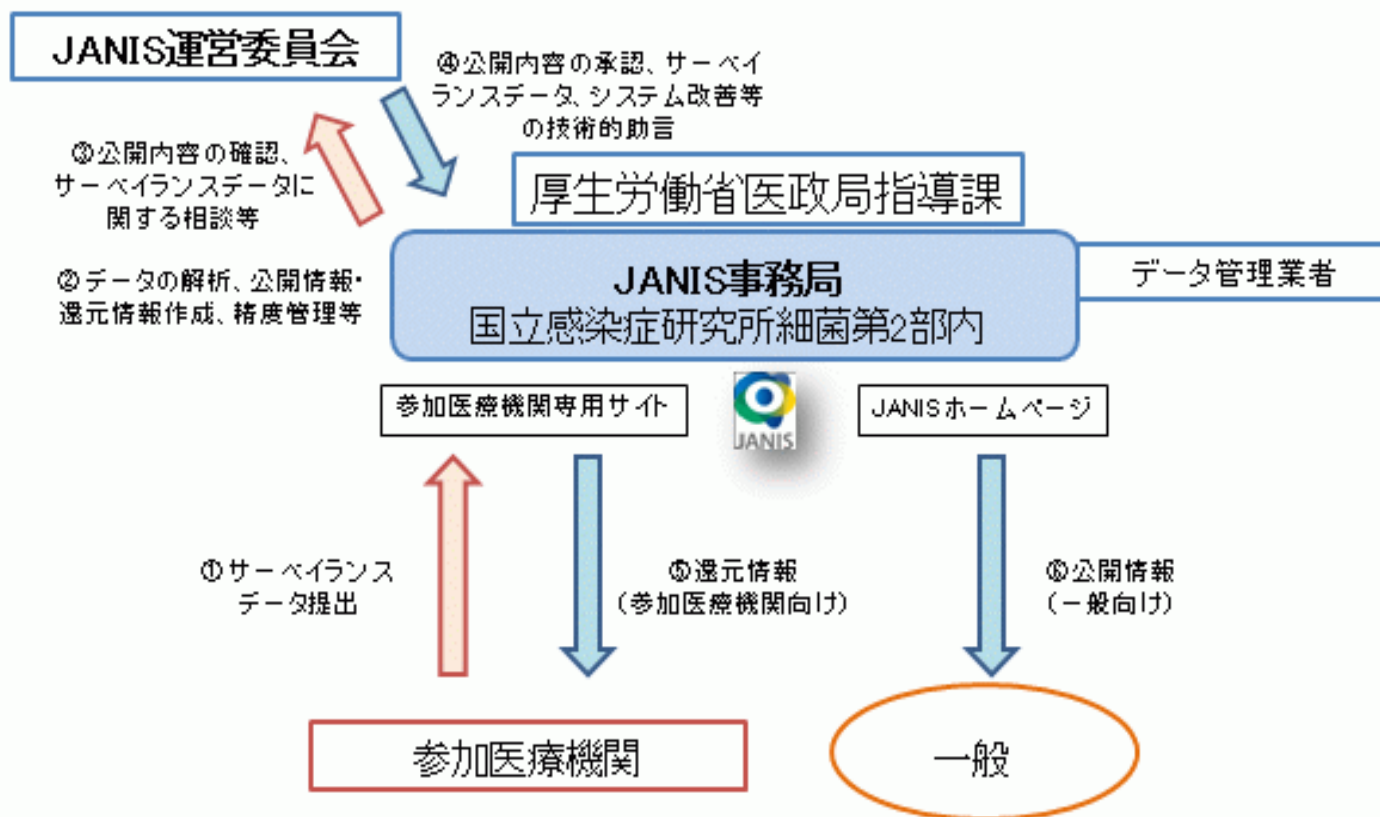 JANIS運営委員会
④公開内容の承認、サーベイ
ランスデータ、システム改善等
の技術的助言
③公開内容の確認、
サーベイランスデータに
関する相談等
厚生労働省医政局指導課
②データの解析、公開情報・
還元情報作成、精度管理等
JANIS事務局
国立感染症研究所細菌第2部内
データ管理業者
参加医療機関専用サイト
JANIS
JANISホームページ
①サーベイランス
データ提出
⑤還元情報
（参加医療機関向け）
⑥公開情報
（一般向け）
参加医療機関
一般